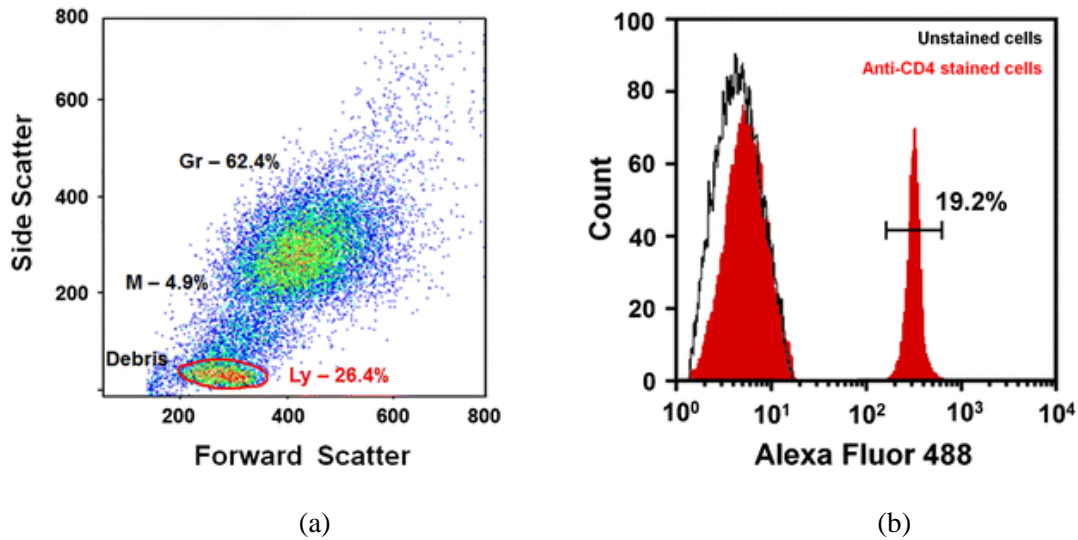 800
600
400
200
Side Scatter
Gr – 62.4%
M – 4.9%
Debris
Ly – 26.4%
200 400 600 800
Forward Scatter
(a)
100
80
60
40
20
0
Count
Unstained cells
Anti-CD4 stained cells
19.2%
10⁰ 10¹ 10² 10³ 10⁴
Alexa Fluor 488
(b)